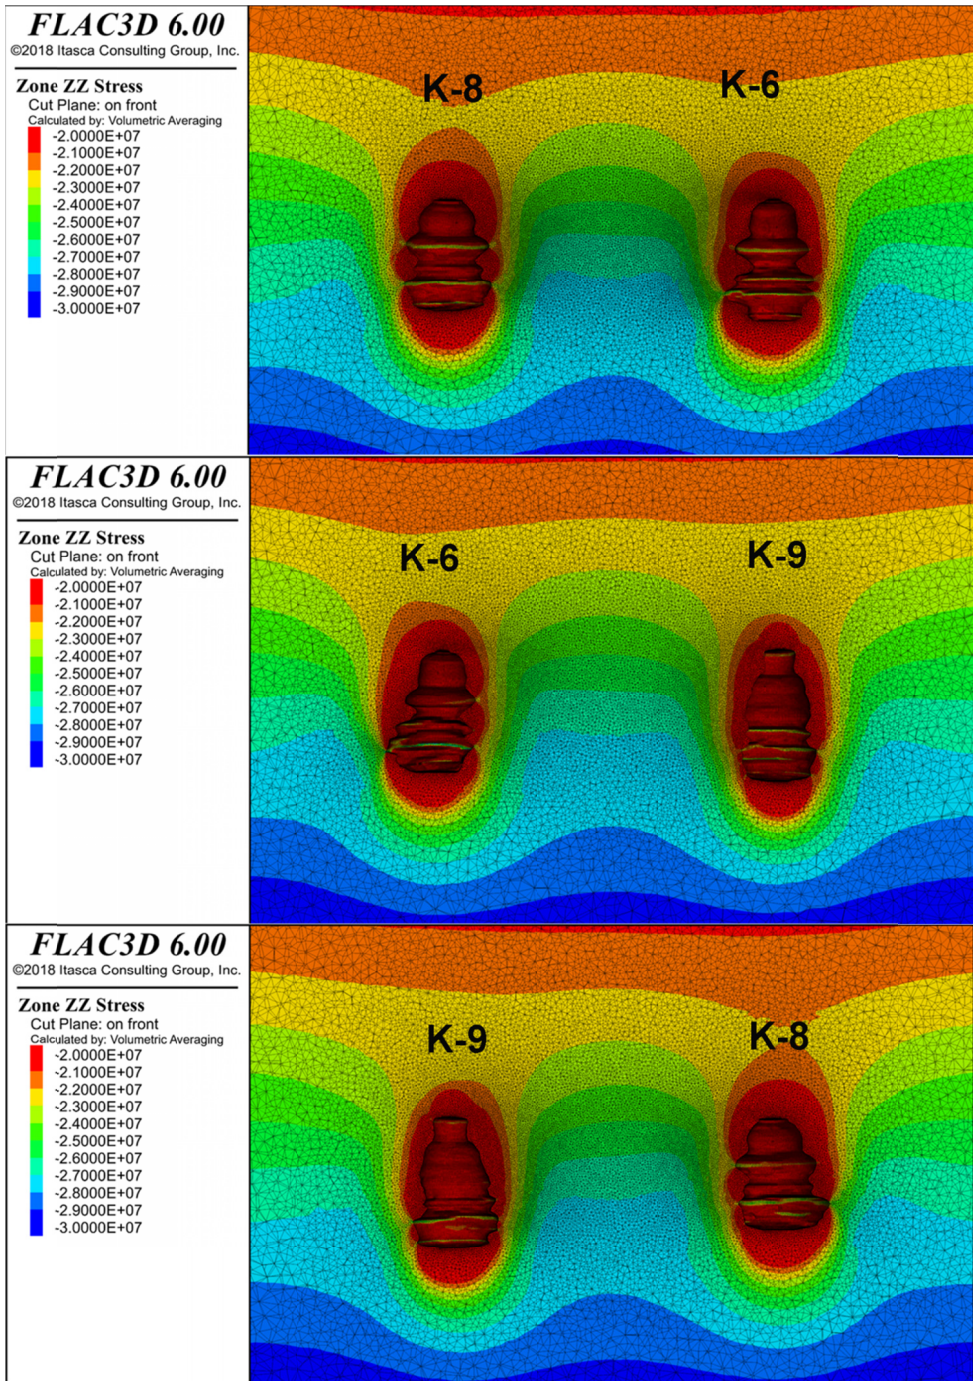 FLAC3D 6.00
©2018 Itasca Consulting Group, Inc.
Zone ZZ Stress
Cut Plane: on front
Calculated by: Volumetric Averaging
-2.0000E+07
-2.1000E+07
-2.2000E+07
-2.3000E+07
-2.4000E+07
-2.5000E+07
-2.6000E+07
-2.7000E+07
-2.8000E+07
-2.9000E+07
-3.0000E+07
K-8 K-6
FLAC3D 6.00
©2018 Itasca Consulting Group, Inc.
Zone ZZ Stress
Cut Plane: on front
Calculated by: Volumetric Averaging
-2.0000E+07
-2.1000E+07
-2.2000E+07
-2.3000E+07
-2.4000E+07
-2.5000E+07
-2.6000E+07
-2.7000E+07
-2.8000E+07
-2.9000E+07
-3.0000E+07
K-6 K-9
FLAC3D 6.00
©2018 Itasca Consulting Group, Inc.
Zone ZZ Stress
Cut Plane: on front
Calculated by: Volumetric Averaging
-2.0000E+07
-2.1000E+07
-2.2000E+07
-2.3000E+07
-2.4000E+07
-2.5000E+07
-2.6000E+07
-2.7000E+07
-2.8000E+07
-2.9000E+07
-3.0000E+07
K-9 K-8